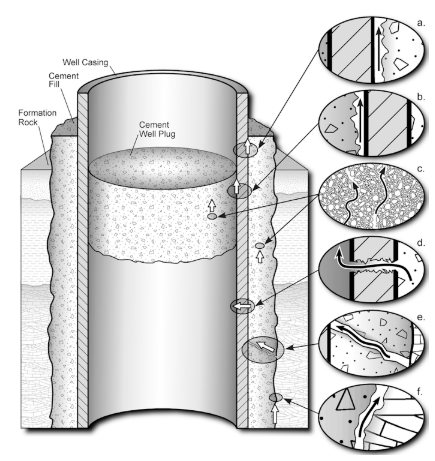 Well Casing
Cement
Fill
Formation
Rock
Cement
Well Plug
a.
b.
c.
d.
e.
f.